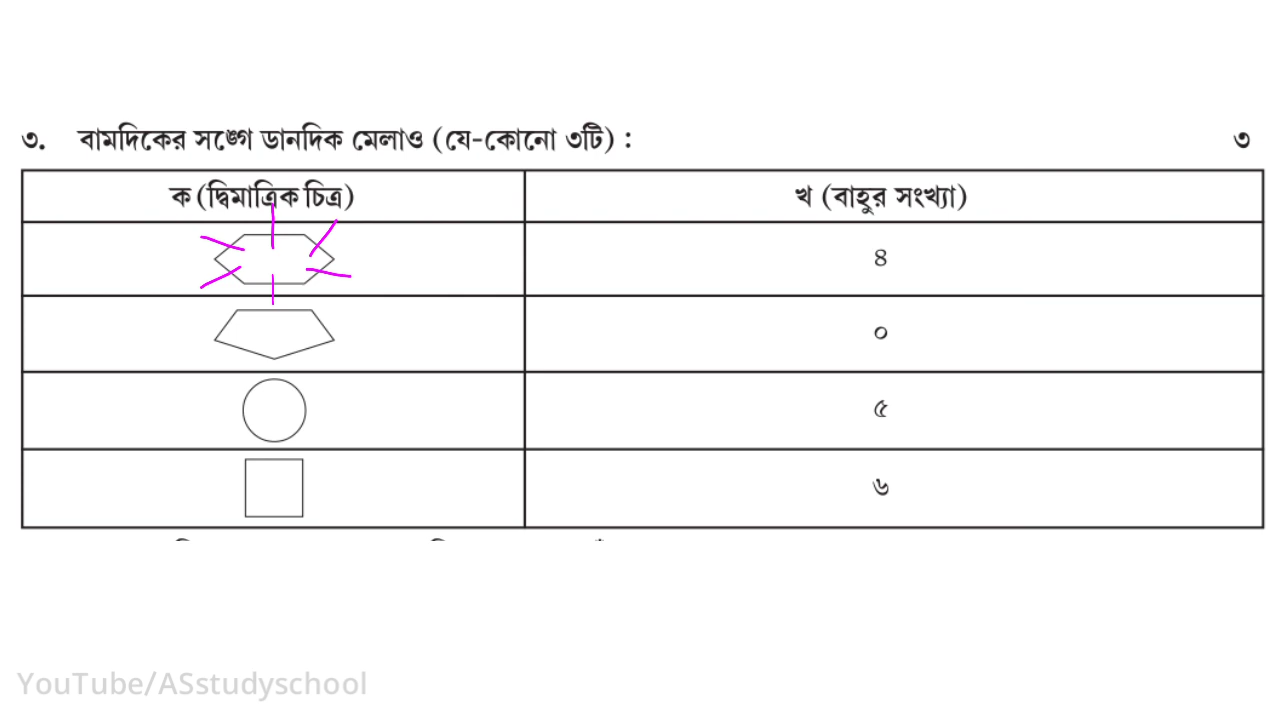 ৩. বামদিকের সঙ্গে ডানদিক মেলাও (যে-কোনো ৩টি) : ৩
ক (দ্বিমাত্রিক চিত্র) খ (বাহুর সংখ্যা)
৪
০
৫
৬
YouTube/ASstudyschool